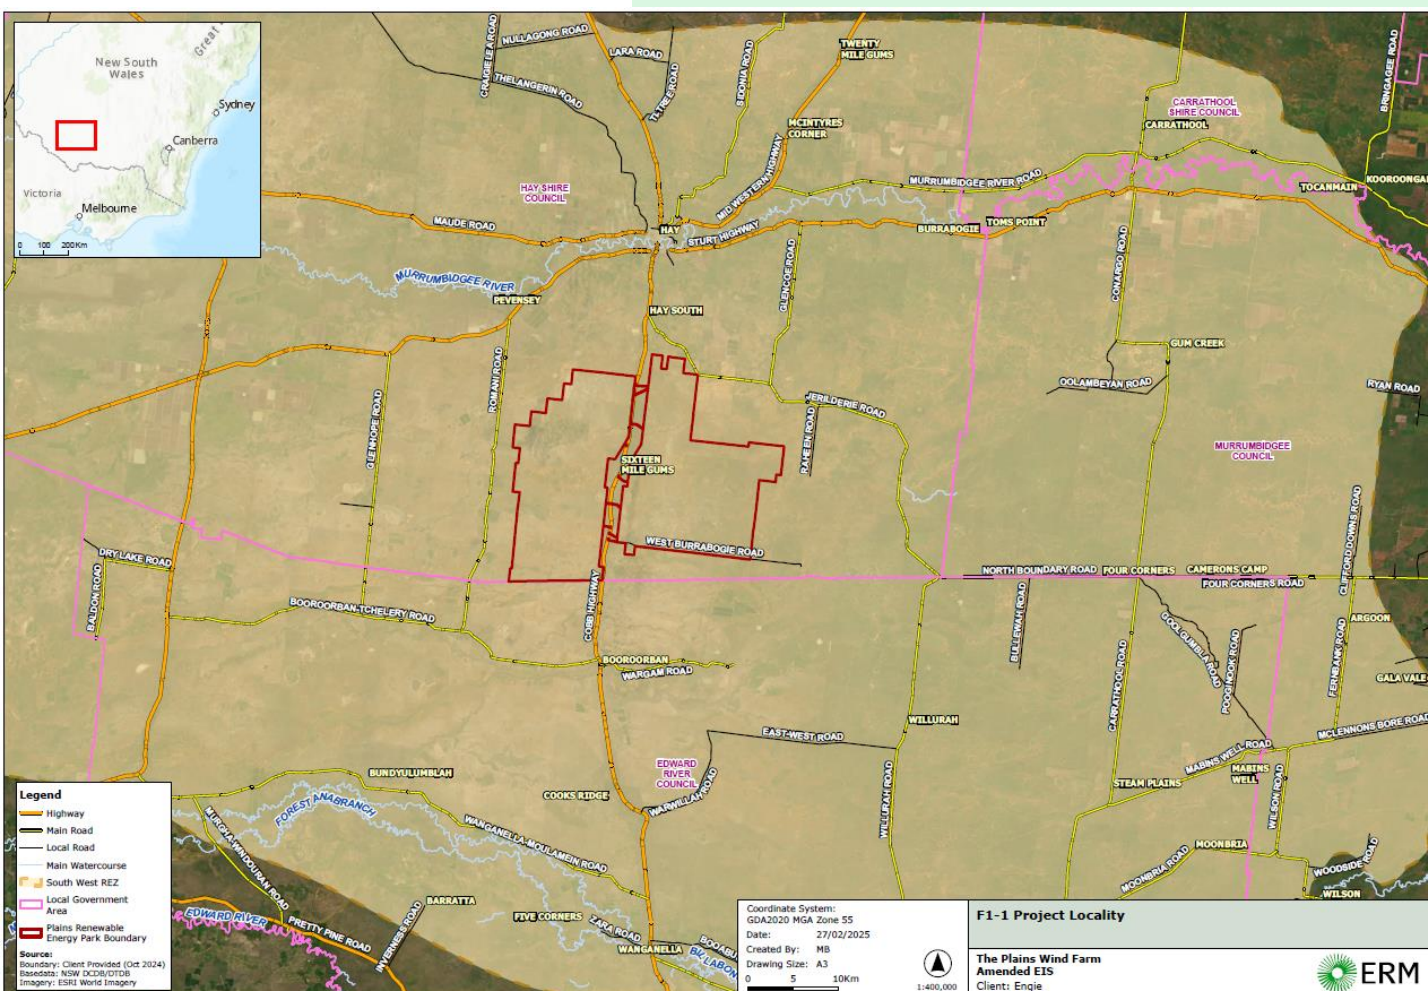 New South
Wales
Great
Sydney
Canberra
Victoria
Melbourne
0 100 200Km
CRAIGIE LEA ROAD
NULLAGONG ROAD
LARA ROAD
THELANGERIN ROAD
TETREE ROAD
SIDONIA ROAD
TWENTY
MILE GUMS
MCINTYRES
CORNER
MID WESTERN HIGHWAY
CARRATHOOL
SHIRE COUNCIL
CARRATHOOL
BRINGAGEE ROAD
KOOROONGAL
TOCANMAIN
HAY SHIRE
COUNCIL
MURRUMBIDGEE RIVER ROAD
MAUDE ROAD
HAY
STURT HIGHWAY
BURRABOGIE
TOMS POINT
MURRUMBIDGEE RIVER
PEVENSEY
HAY SOUTH
GLENCOE ROAD
CONARGO ROAD
GUM CREEK
OOLAMBEYAN ROAD
RYAN ROAD
ROMANI ROAD
GLENHOPE ROAD
JERILDERIE ROAD
RAHEEN ROAD
SIXTEEN
MILE GUMS
MURRUMBIDGEE
COUNCIL
CLIFFORD DOWNS ROAD
WEST BURRABOGIE ROAD
DRY LAKE ROAD
BALDON ROAD
BOOROORBAN-TCHELERY ROAD
COBB HIGHWAY
NORTH BOUNDARY ROAD
FOUR CORNERS
CAMERONS CAMP
FOUR CORNERS ROAD
BULLEWAH ROAD
GOOLGUMBLA ROAD
POOGINOOK ROAD
FERNBANK ROAD
ARGOON
GALA VALE
BOOROORBAN
WARGAM ROAD
CARRATHOOL ROAD
WILLURAH
MCLENNONS BORE ROAD
EAST-WEST ROAD
MABINS WELL ROAD
MABINS
WELL
STEAM PLAINS
WILSON ROAD
EDWARD
RIVER
COUNCIL
BUNDYULUMBLAH
COOKS RIDGE
WARWILLAH ROAD
WILLURAH ROAD
FOREST ANABRANCH
WANGANELLA-MOULAMEIN ROAD
MURGHA-WINDOURAN ROAD
MOONBRIA
MOONBRIA ROAD
WOODSIDE ROAD
WILSON
BARRATTA
FIVE CORNERS
EDWARD RIVER
PRETTY PINE ROAD
INVERNESS ROAD
ZARA ROAD
WANGANELLA
Legend
Highway
Main Road
Local Road
Main Watercourse
South West REZ
Local Government
Area
Plains Renewable
Energy Park Boundary
Source:
Boundary: Client Provided (Oct 2024)
Basedata: NSW DCDB/DTDB
Imagery: ESRI World Imagery
Coordinate System:
GDA2020 MGA Zone 55
Date: 27/02/2025
Created By: MB
Drawing Size: A3
0 5 10Km
1:400,000
F1-1 Project Locality
The Plains Wind Farm
Amended EIS
Client: Engie
ERM